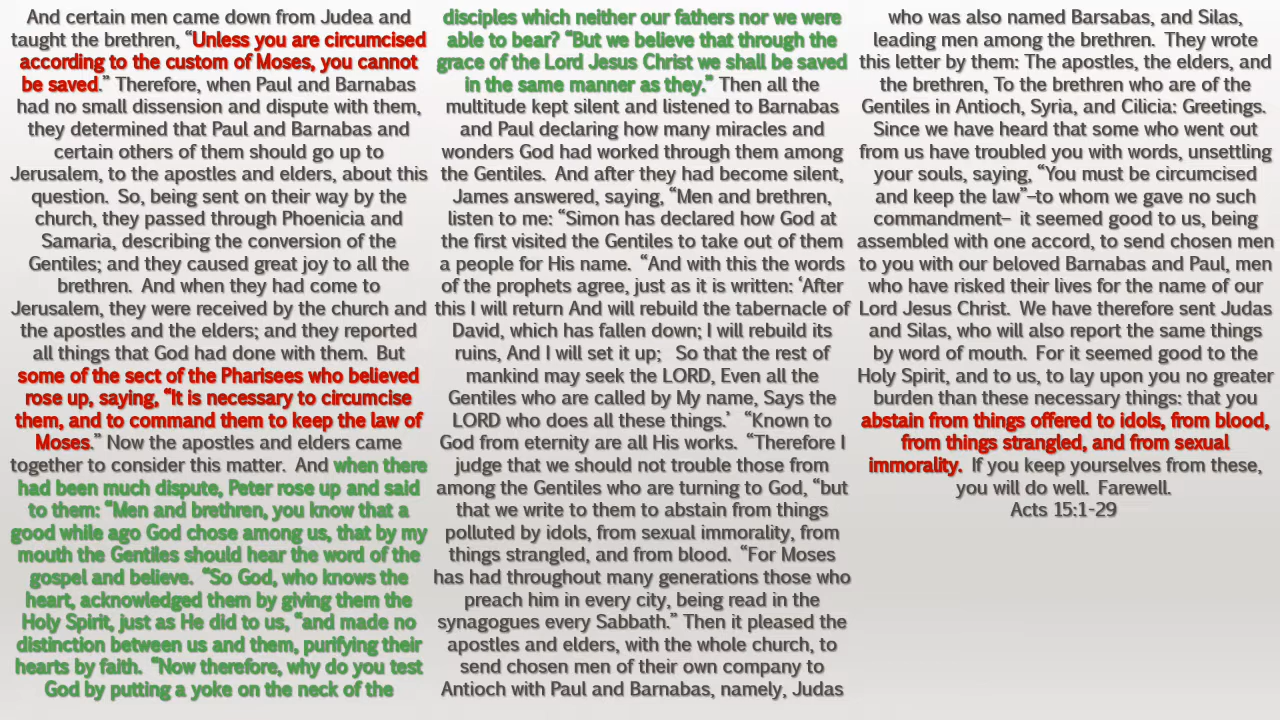 And certain men came down from Judea and
taught the brethren, “Unless you are circumcised
according to the custom of Moses, you cannot
be saved.” Therefore, when Paul and Barnabas
had no small dissension and dispute with them,
they determined that Paul and Barnabas and
certain others of them should go up to
Jerusalem, to the apostles and elders, about this
question.  So, being sent on their way by the
church, they passed through Phoenicia and
Samaria, describing the conversion of the
Gentiles; and they caused great joy to all the
brethren.  And when they had come to
Jerusalem, they were received by the church and
the apostles and the elders; and they reported
all things that God had done with them.  But
some of the sect of the Pharisees who believed
rose up, saying, “It is necessary to circumcise
them, and to command them to keep the law of
Moses.” Now the apostles and elders came
together to consider this matter.  And when there
had been much dispute, Peter rose up and said
to them: “Men and brethren, you know that a
good while ago God chose among us, that by my
mouth the Gentiles should hear the word of the
gospel and believe.  “So God, who knows the
heart, acknowledged them by giving them the
Holy Spirit, just as He did to us, “and made no
distinction between us and them, purifying their
hearts by faith.  “Now therefore, why do you test
God by putting a yoke on the neck of the
disciples which neither our fathers nor we were
able to bear? “But we believe that through the
grace of the Lord Jesus Christ we shall be saved
in the same manner as they.” Then all the
multitude kept silent and listened to Barnabas
and Paul declaring how many miracles and
wonders God had worked through them among
the Gentiles.  And after they had become silent,
James answered, saying, “Men and brethren,
listen to me: “Simon has declared how God at
the first visited the Gentiles to take out of them
a people for His name.  “And with this the words
of the prophets agree, just as it is written: ‘After
this I will return And will rebuild the tabernacle of
David, which has fallen down; I will rebuild its
ruins, And I will set it up;   So that the rest of
mankind may seek the LORD, Even all the
Gentiles who are called by My name, Says the
LORD who does all these things.’  “Known to
God from eternity are all His works.  “Therefore I
judge that we should not trouble those from
among the Gentiles who are turning to God, “but
that we write to them to abstain from things
polluted by idols, from sexual immorality, from
things strangled, and from blood.  “For Moses
has had throughout many generations those who
preach him in every city, being read in the
synagogues every Sabbath.” Then it pleased the
apostles and elders, with the whole church, to
send chosen men of their own company to
Antioch with Paul and Barnabas, namely, Judas
who was also named Barsabas, and Silas,
leading men among the brethren.  They wrote
this letter by them: The apostles, the elders, and
the brethren, To the brethren who are of the
Gentiles in Antioch, Syria, and Cilicia: Greetings.
Since we have heard that some who went out
from us have troubled you with words, unsettling
your souls, saying, “You must be circumcised
and keep the law”–to whom we gave no such
commandment–  it seemed good to us, being
assembled with one accord, to send chosen men
to you with our beloved Barnabas and Paul, men
who have risked their lives for the name of our
Lord Jesus Christ.  We have therefore sent Judas
and Silas, who will also report the same things
by word of mouth.  For it seemed good to the
Holy Spirit, and to us, to lay upon you no greater
burden than these necessary things: that you
abstain from things offered to idols, from blood,
from things strangled, and from sexual
immorality.  If you keep yourselves from these,
you will do well.  Farewell.
Acts 15:1-29